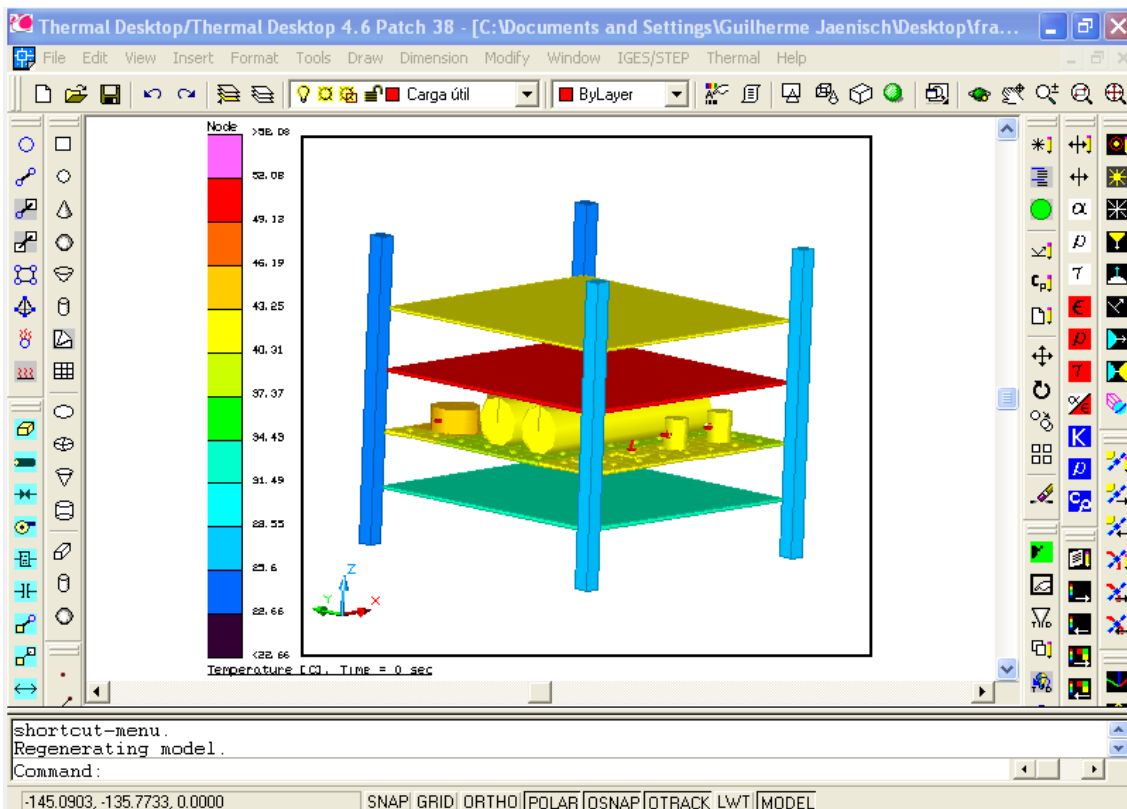 Thermal Desktop/Thermal Desktop 4.6 Patch 38 - [C:\Documents and Settings\Guilherme Jaenisch\Desktop\fra...
File Edit View Insert Format Tools Draw Dimension Modify Window IGES/STEP Thermal Help
Carga útil ByLayer
Node
>52.08
52.08
49.13
46.19
43.25
40.31
37.37
34.43
31.49
28.55
25.6
22.66
<22.66
Z
Y X
Temperature [C], Time = 0 sec
α
ρ
τ
Cp
ϵ
ρ
τ
α/ϵ
K
ρ
Cp
shortcut-menu.
Regenerating model.
Command:
-145.0903, -135.7733, 0.0000 SNAP GRID ORTHO POLAR OSNAP OTRACK LWT MODEL